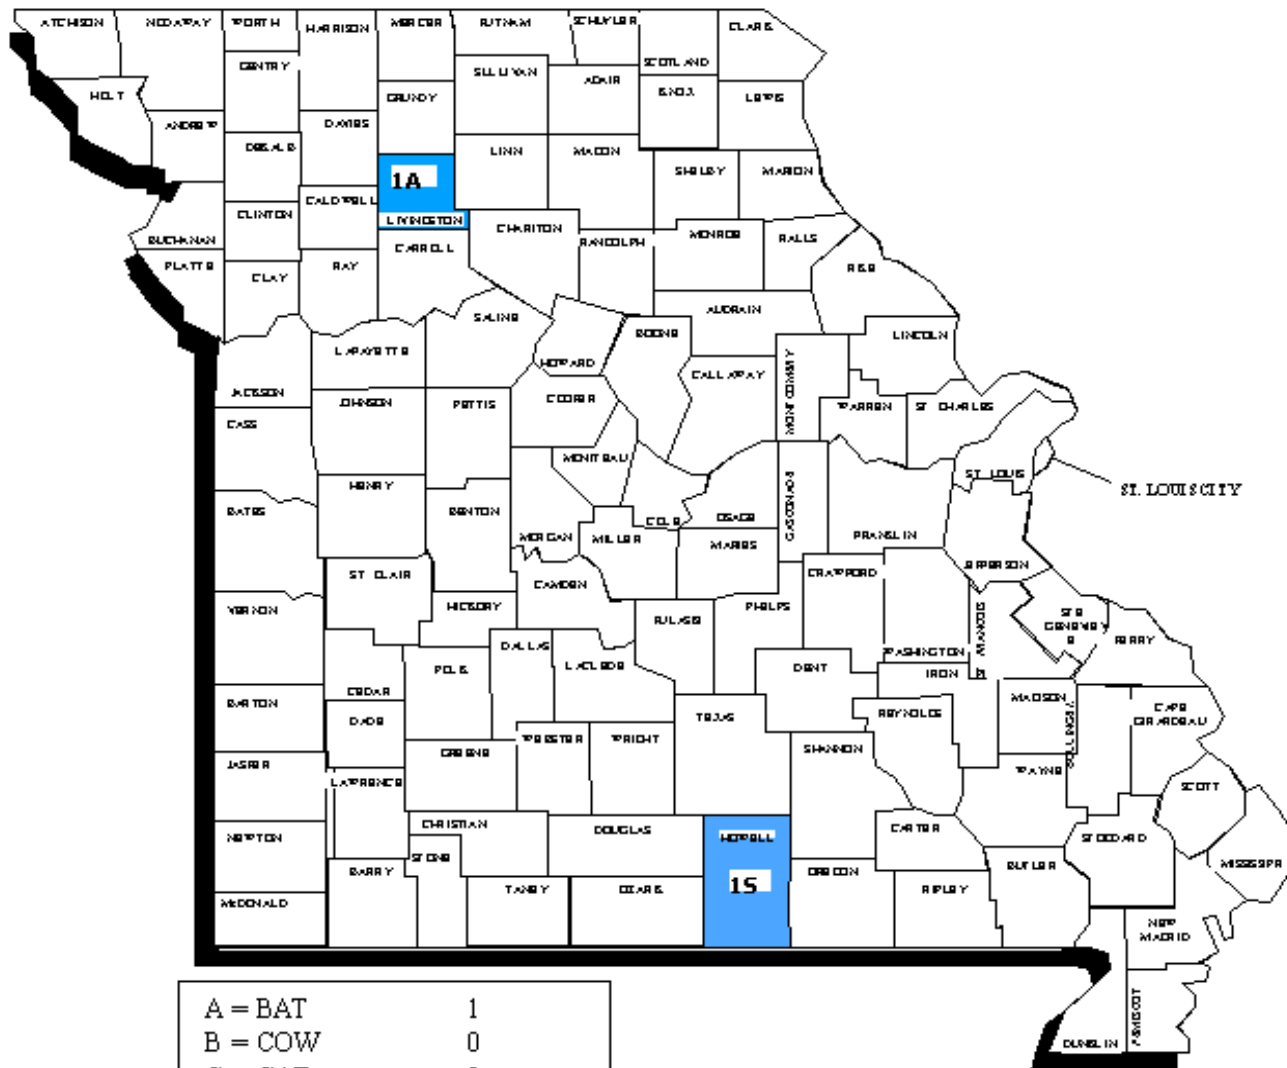 ATCHISON NODAWAY WORTH HARRISON MERCER PUTNAM SCHUYLER SCOTLAND CLARK
GENTRY SULLIVAN ADAIR KNOX LEWIS
HOLT ANDREW DEKALB DAVIES GRUNDY LINN MACON SHELBY MARION
1A
BUCHANAN CLINTON CALDWELL LIVINGSTON CHARITON RANDOLPH MONROE RALLS
PLATTE CLAY RAY CARROLL PIKE
SALINE HOWARD BOONE AUDRAIN LINCOLN
JACKSON LAFAYETTE COOPER CALLAWAY MONTGOMERY WARREN ST CHARLES
CASS JOHNSON PETTIS MONITEAU ST. LOUIS
ST. LOUIS CITY
BATES HENRY BENTON MORGAN MILLER COLE OSAGE GASCONADE FRANKLIN JEFFERSON
VERNON ST CLAIR HICKORY CAMDEN MARIES PULASKI PHELPS CRAWFORD WASHINGTON ST FRANCOIS STE GENEVIEVE PERRY
BARTON CEDAR POLK DALLAS LACLEDE TEXAS DENT IRON REYNOLDS MADISON BOLLINGER CAPE GIRARDEAU
DADE
JASPER LAWRENCE GREENE WEBSTER WRIGHT SHANNON WAYNE SCOTT
NEWTON CHRISTIAN DOUGLAS HOWELL CARTER STODDARD MISSISSIPPI
McDONALD BARRY STONE TANEY OZARK OREGON RIPLEY BUTLER NEW MADRID
1S
DUNKLIN PEMISCOT
A = BAT 1
B = COW 0